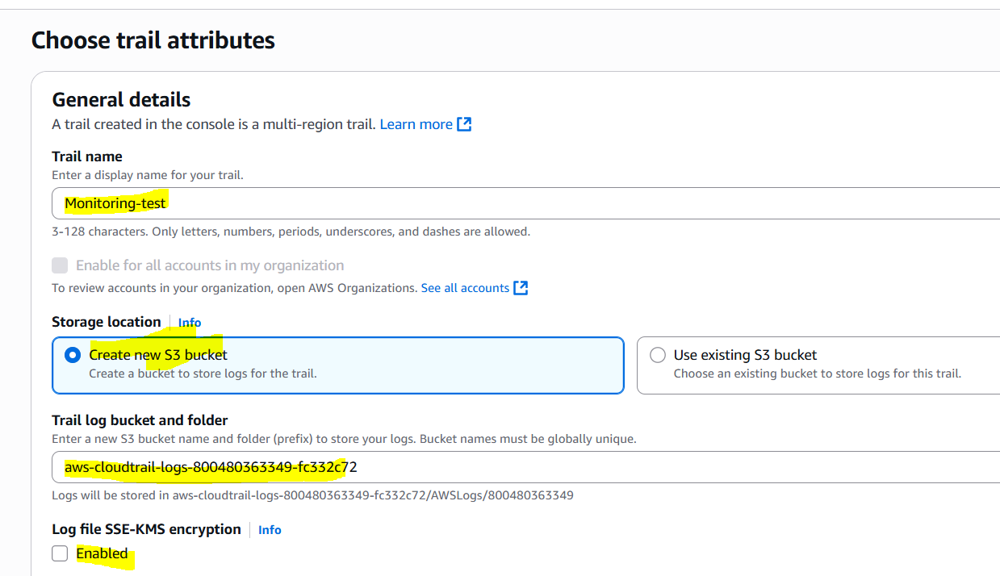 Choose trail attributes
General details
A trail created in the console is a multi-region trail. Learn more
Trail name
Enter a display name for your trail.
Monitoring-test
3-128 characters. Only letters, numbers, periods, underscores, and dashes are allowed.
Enable for all accounts in my organization
To review accounts in your organization, open AWS Organizations. See all accounts
Storage location Info
Create new S3 bucket
Create a bucket to store logs for the trail.
Use existing S3 bucket
Choose an existing bucket to store logs for this trail.
Trail log bucket and folder
Enter a new S3 bucket name and folder (prefix) to store your logs. Bucket names must be globally unique.
aws-cloudtrail-logs-800480363349-fc332c72
Logs will be stored in aws-cloudtrail-logs-800480363349-fc332c72/AWSLogs/800480363349
Log file SSE-KMS encryption Info
Enabled